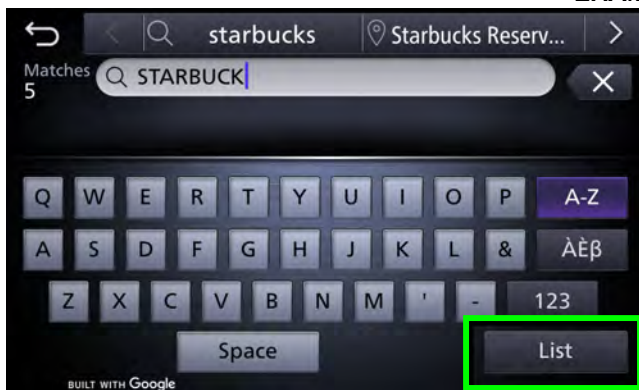 starbucks Starbucks Reserv... >
Matches
5
STARBUCK
Q W E R T Y U I O P A-Z
A S D F G H J K L & ÀÈβ
Z X C V B N M ' - 123
Space List
BUILT WITH Google